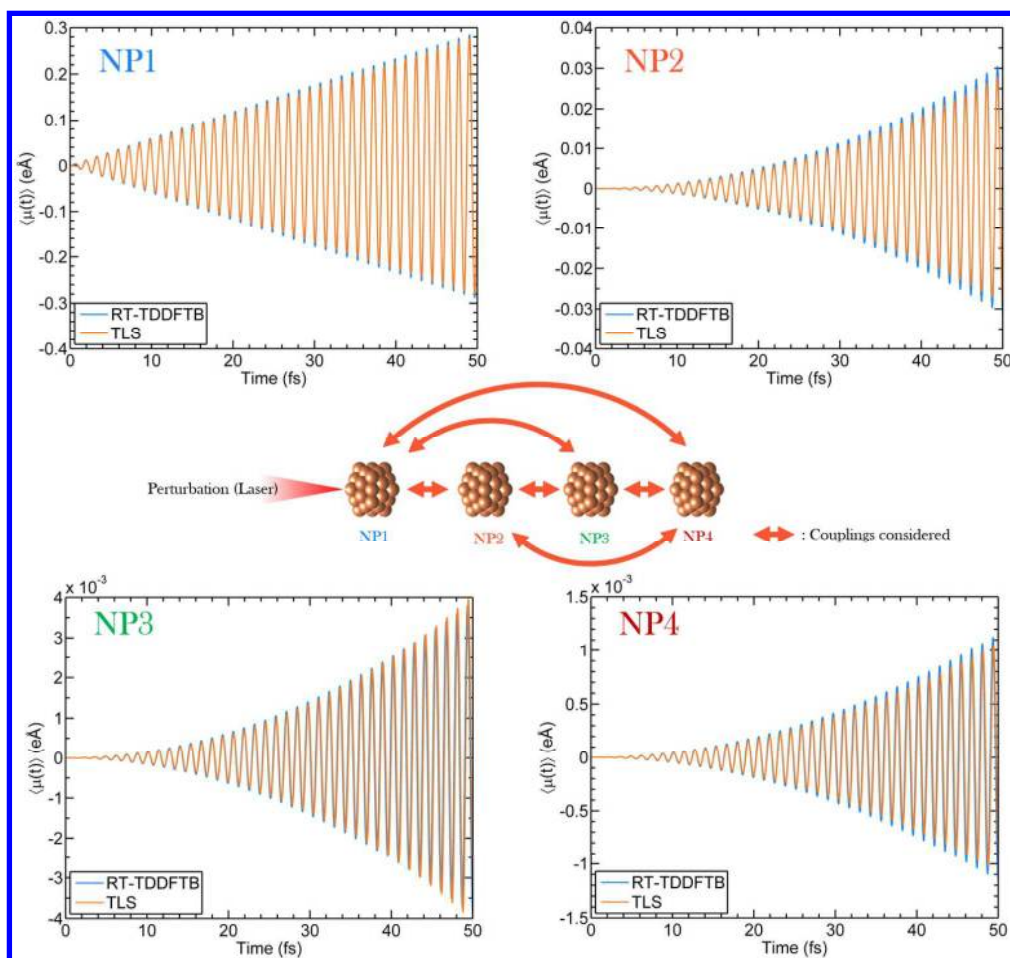 NP1
0.3
0.2
0.1
0
-0.1
-0.2
-0.3
-0.4
⟨μ(t)⟩ (eÅ)
RT-TDDFTB
TLS
0 10 20 30 40 50
Time (fs)
NP2
0.04
0.03
0.02
0.01
0
-0.01
-0.02
-0.03
-0.04
⟨μ(t)⟩ (eÅ)
RT-TDDFTB
TLS
0 10 20 30 40 50
Time (fs)
Perturbation (Laser)
NP1 NP2 NP3 NP4
: Couplings considered
x 10⁻³
NP3
4
3
2
1
0
-1
-2
-3
-4
⟨μ(t)⟩ (eÅ)
RT-TDDFTB
TLS
0 10 20 30 40 50
Time (fs)
x 10⁻³
NP4
1.5
1
0.5
0
-0.5
-1
-1.5
⟨μ(t)⟩ (eÅ)
RT-TDDFTB
TLS
0 10 20 30 40 50
Time (fs)